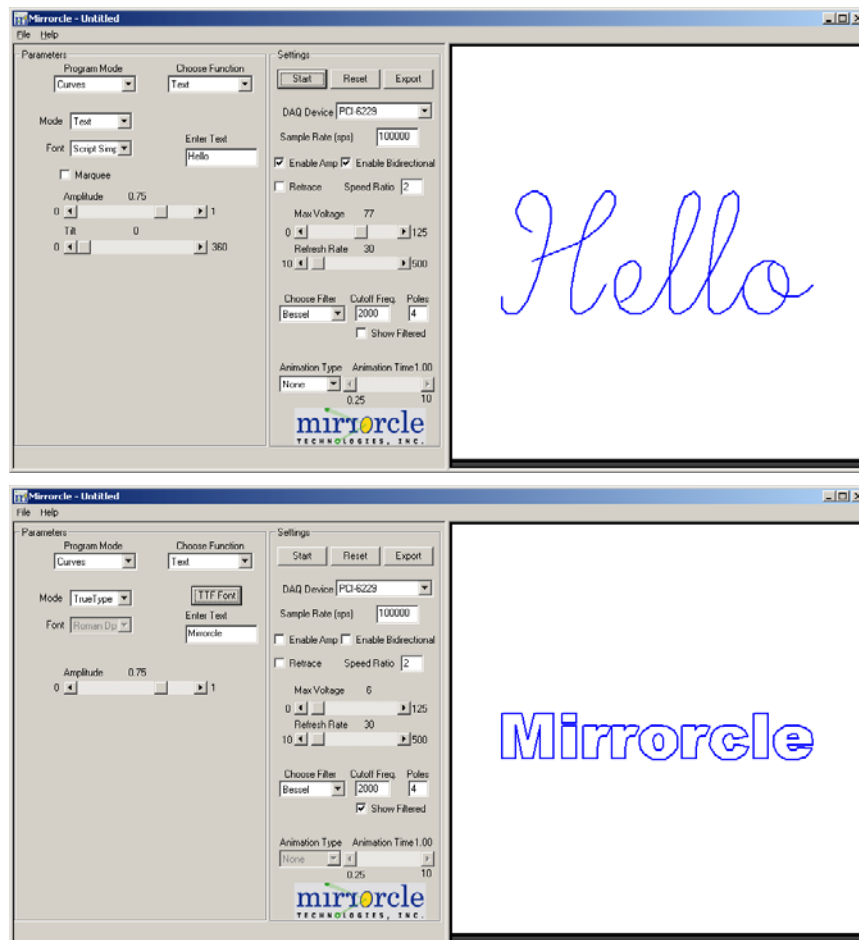 Mirrorcle - Untitled
File Help
Parameters
Program Mode Choose Function
Curves Text
Mode Text
Font Script Simp
Enter Text
Hello
Marquee
Amplitude 0.75
0 1
Tilt 0
0 360
Settings
Start Reset Export
DAQ Device PCI-6229
Sample Rate (sps) 100000
Enable Amp Enable Bidirectional
Retrace Speed Ratio 2
Max Voltage 77
0 125
Refresh Rate 30
10 500
Choose Filter Cutoff Freq. Poles
Bessel 2000 4
Show Filtered
Animation Type Animation Time 1.00
None
0.25 10
mirrorcle
TECHNOLOGIES, INC.
Hello
Mirrorcle - Untitled
File Help
Parameters
Program Mode Choose Function
Curves Text
Mode TrueType TTF Font
Font Roman Dp
Enter Text
Mirrorcle
Amplitude 0.75
0 1
Settings
Start Reset Export
DAQ Device PCI-6229
Sample Rate (sps) 100000
Enable Amp Enable Bidirectional
Retrace Speed Ratio 2
Max Voltage 6
0 125
Refresh Rate 30
10 500
Choose Filter Cutoff Freq. Poles
Bessel 2000 4
Show Filtered
Animation Type Animation Time 1.00
None
0.25 10
mirrorcle
TECHNOLOGIES, INC.
Mirrorcle